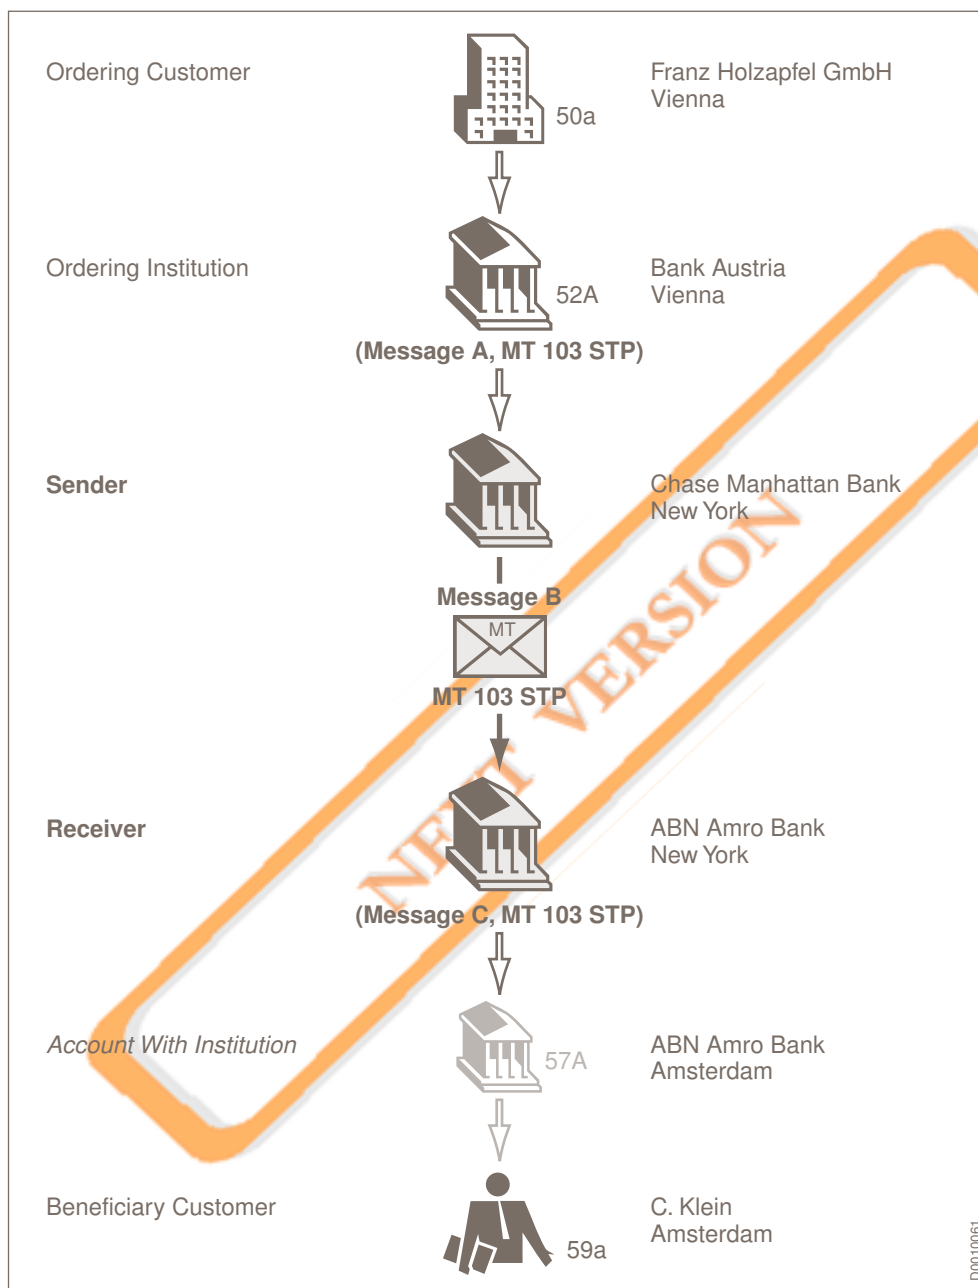 Ordering Customer
50a
Franz Holzapfel GmbH
Vienna
Ordering Institution
52A
Bank Austria
Vienna
(Message A, MT 103 STP)
Sender
Chase Manhattan Bank
New York
Message B
MT
MT 103 STP
Receiver
ABN Amro Bank
New York
(Message C, MT 103 STP)
Account With Institution
57A
ABN Amro Bank
Amsterdam
Beneficiary Customer
59a
C. Klein
Amsterdam
D0010061
NEXT VERSION